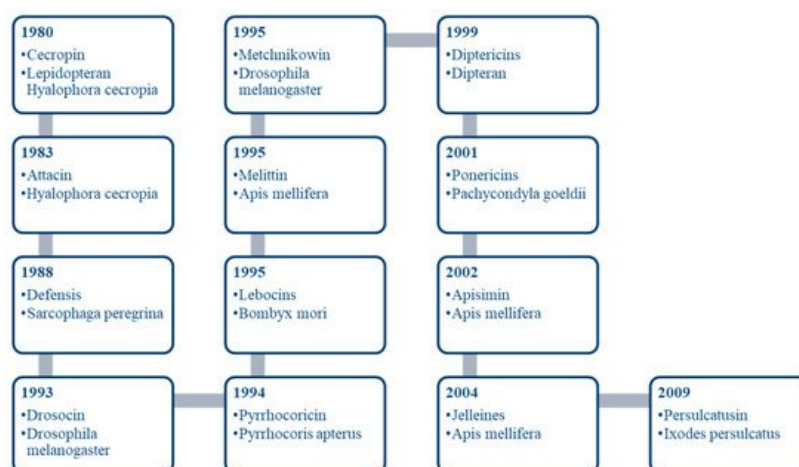 1980
•Cecropin
•Lepidopteran
Hyalophora cecropia
1983
•Attacin
•Hyalophora cecropia
1988
•Defensis
•Sarcophaga peregrina
1993
•Drosocin
•Drosophila
melanogaster
1994
•Pyrrhocoricin
•Pyrrhocoris apterus
1995
•Lebocins
•Bombyx mori
1995
•Melittin
•Apis mellifera
1995
•Metchnikowin
•Drosophila
melanogaster
1999
•Diptericins
•Dipteran
2001
•Ponericins
•Pachycondyla goeldii
2002
•Apisimin
•Apis mellifera
2004
•Jelleines
•Apis mellifera
2009
•Persulcatusin
•Ixodes persulcatus